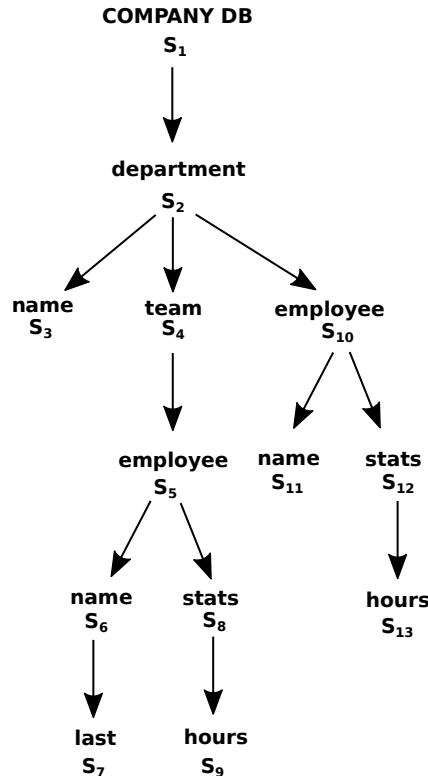 COMPANY DB
S₁
department
S₂
name team employee
S₃ S₄ S₁₀
employee name stats
S₅ S₁₁ S₁₂
name stats hours
S₆ S₈ S₁₃
last hours
S₇ S₉